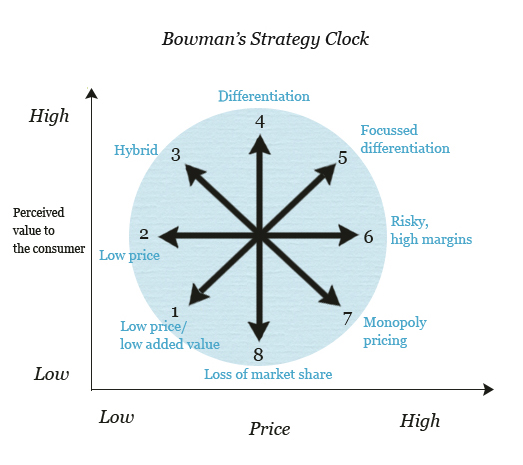 Bowman's Strategy Clock
High
Differentiation
4
Hybrid
3
Focussed
differentiation
5
Perceived
value to
the consumer
2
Low price
6
Risky,
high margins
1
Low price/
low added value
7
Monopoly
pricing
8
Loss of market share
Low
Low
Price
High